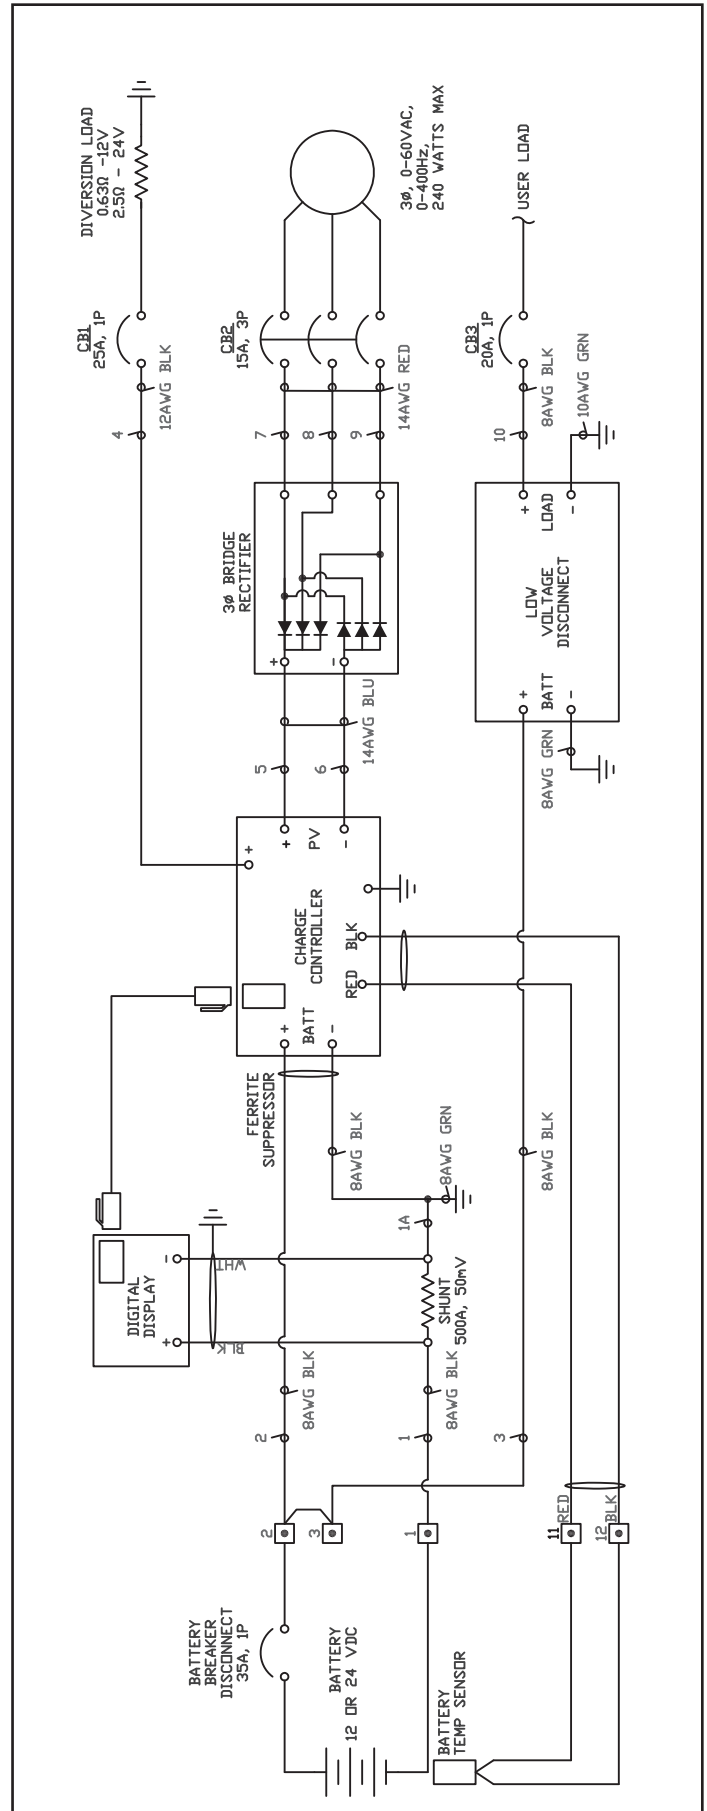 DIVERSION LOAD
0.63Ω -12V
2.5Ω - 24V
3ø, 0-60VAC,
0-400Hz,
240 WATTS MAX
USER LOAD
CB1
25A, 1P
CB2
15A, 3P
CB3
20A, 1P
12AWG BLK
14AWG RED
8AWG BLK
10AWG GRN
4
7
8
9
10
3ø BRIDGE
RECTIFIER
+
-
+
LOAD
-
LOW
VOLTAGE
DISCONNECT
+
BATT
-
14AWG BLU
8AWG GRN
5
6
+
+
PV
-
CHARGE
CONTROLLER
BLK
RED
+
BATT
-
FERRITE
SUPPRESSOR
8AWG BLK
8AWG GRN
8AWG BLK
1A
-
DIGITAL
DISPLAY
+
WHT
BLK
SHUNT
500A, 50mV
8AWG BLK
8AWG BLK
2
1
3
2
3
1
11
RED
12
BLK
BATTERY
BREAKER
DISCONNECT
35A, 1P
BATTERY
12 OR 24 VDC
BATTERY
TEMP SENSOR